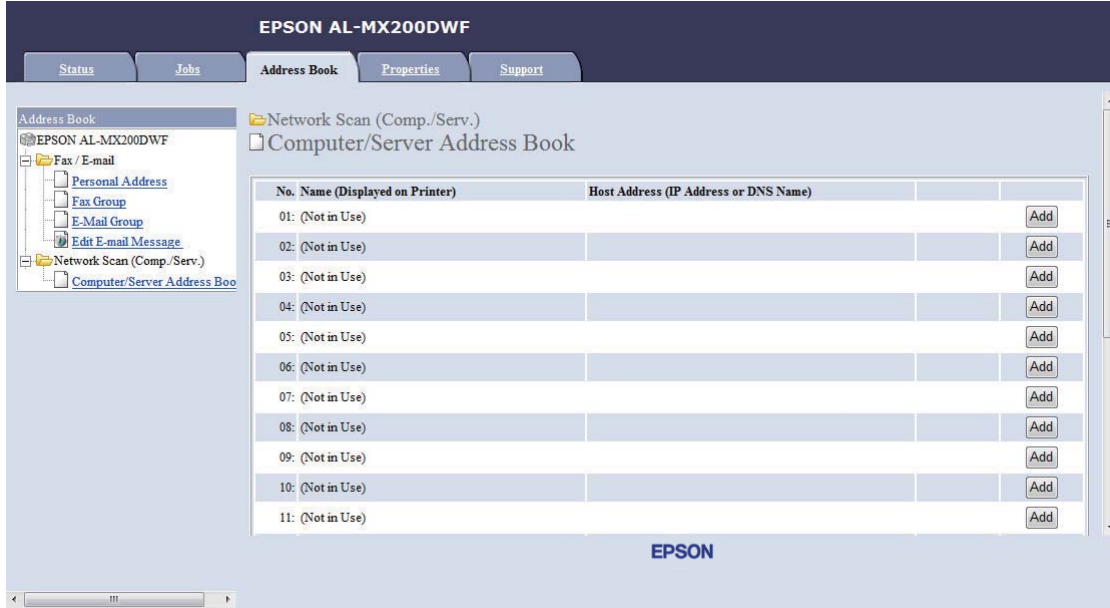 EPSON AL-MX200DWF
Status Jobs Address Book Properties Support
Address Book
EPSON AL-MX200DWF
Fax / E-mail
Personal Address
Fax Group
E-Mail Group
Edit E-mail Message
Network Scan (Comp./Serv.)
Computer/Server Address Boo
Network Scan (Comp./Serv.)
Computer/Server Address Book
No. Name (Displayed on Printer) Host Address (IP Address or DNS Name)
01: (Not in Use) Add
02: (Not in Use) Add
03: (Not in Use) Add
04: (Not in Use) Add
05: (Not in Use) Add
06: (Not in Use) Add
07: (Not in Use) Add
08: (Not in Use) Add
09: (Not in Use) Add
10: (Not in Use) Add
11: (Not in Use) Add
EPSON